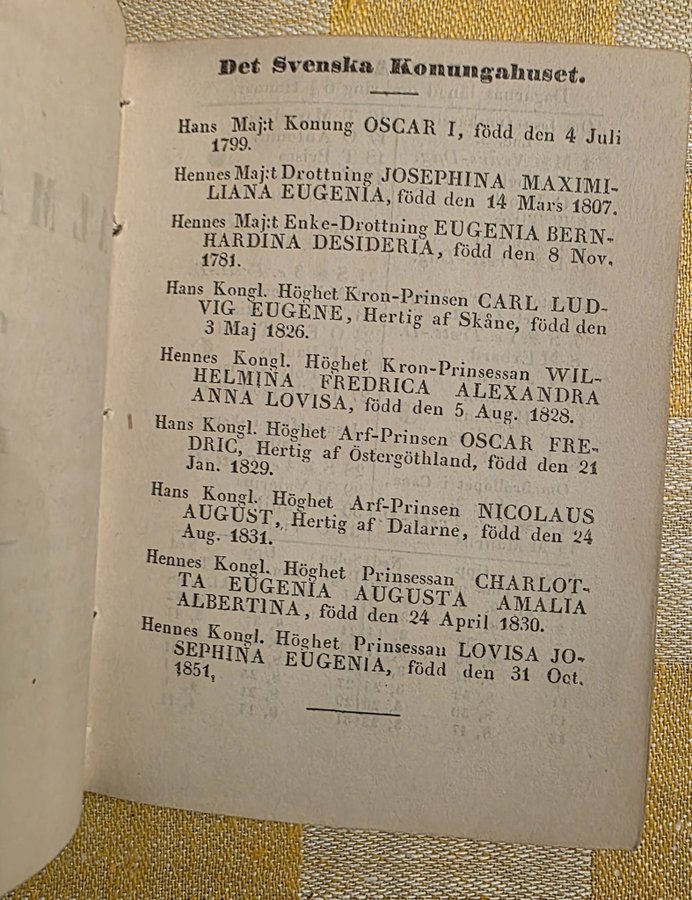 Det Svenska Konungahuset.
Hans Maj:t Konung OSCAR I, född den 4 Juli
1799.
Hennes Maj:t Drottning JOSEPHINA MAXIMI-
LIANA EUGENIA, född den 14 Mars 1807.
Hennes Maj:t Enke-Drottning EUGENIA BERN-
HARDINA DESIDERIA, född den 8 Nov.
1781.
Hans Kongl. Höghet Kron-Prinsen CARL LUD-
VIG EUGENE, Hertig af Skåne, född den
3 Maj 1826.
Hennes Kongl. Höghet Kron-Prinsessan WIL-
HELMINA FREDRICA ALEXANDRA
ANNA LOVISA, född den 5 Aug. 1828.
Hans Kongl. Höghet Arf-Prinsen OSCAR FRE-
DRIC, Hertig af Östergöthland, född den 21
Jan. 1829.
Hans Kongl. Höghet Arf-Prinsen NICOLAUS
AUGUST, Hertig af Dalarne, född den 24
Aug. 1831.
Hennes Kongl. Höghet Prinsessan CHARLOT-
TA EUGENIA AUGUSTA AMALIA
ALBERTINA, född den 24 April 1830.
Hennes Kongl. Höghet Prinsessan LOVISA JO-
SEPHINA EUGENIA, född den 31 Oct.
1851.